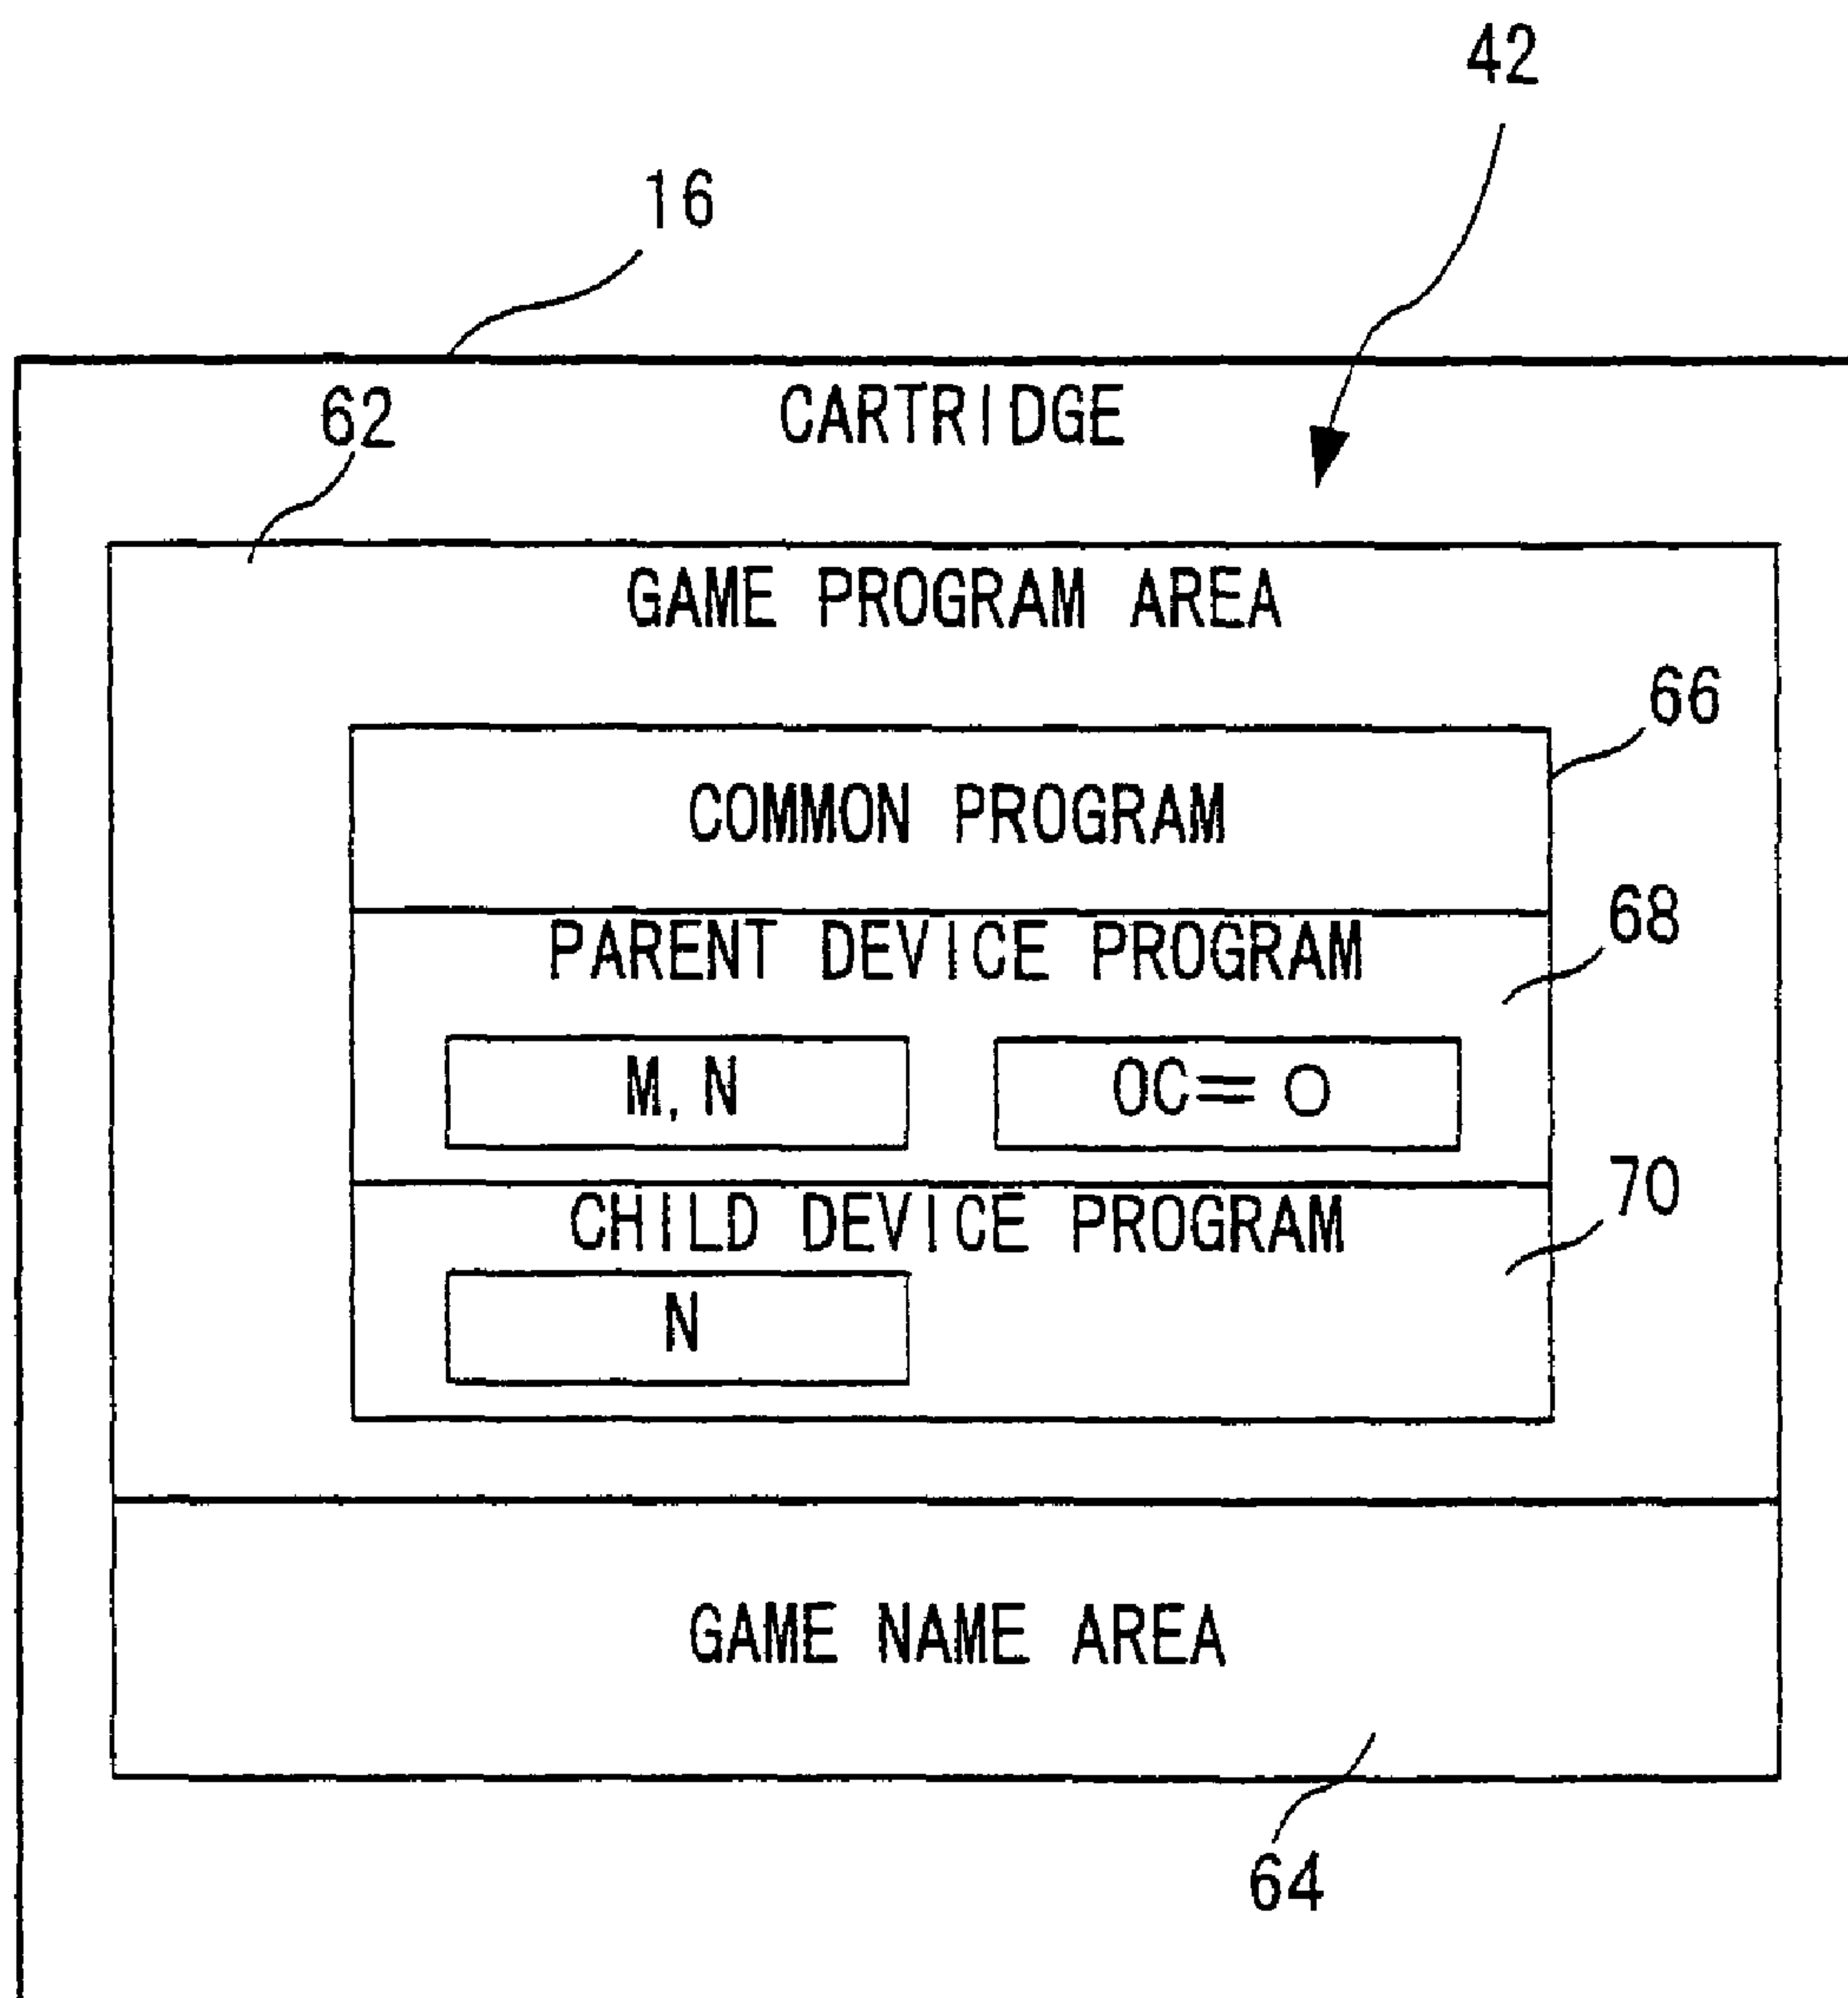 42
16
CARTRIDGE
62
GAME PROGRAM AREA
66
COMMON PROGRAM
68
PARENT DEVICE PROGRAM
M, N
OC= ○
70
CHILD DEVICE PROGRAM
N
GAME NAME AREA
64